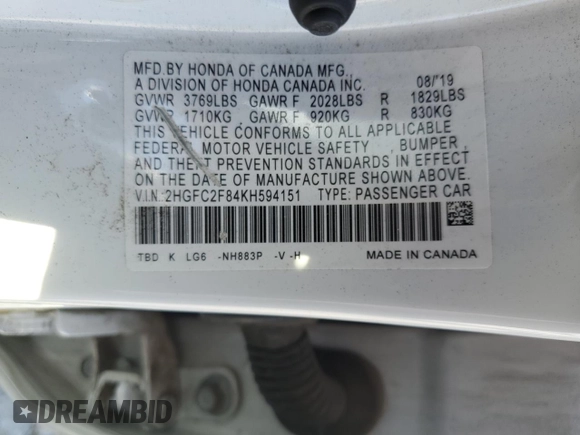 MFD.BY HONDA OF CANADA MFG., 08/'19
A DIVISION OF HONDA CANADA INC.
GVWR 3769LBS GAWR F 2028LBS R 1829LBS
GVWR 1710KG GAWR F 920KG R 830KG
THIS VEHICLE CONFORMS TO ALL APPLICABLE
FEDERAL MOTOR VEHICLE SAFETY , BUMPER ,
AND THEFT PREVENTION STANDARDS IN EFFECT
ON THE DATE OF MANUFACTURE SHOWN ABOVE.
V.I.N.:2HGFC2F84KH594151 TYPE: PASSENGER CAR
TBD K LG6 -NH883P -V -H MADE IN CANADA
DREAMBID